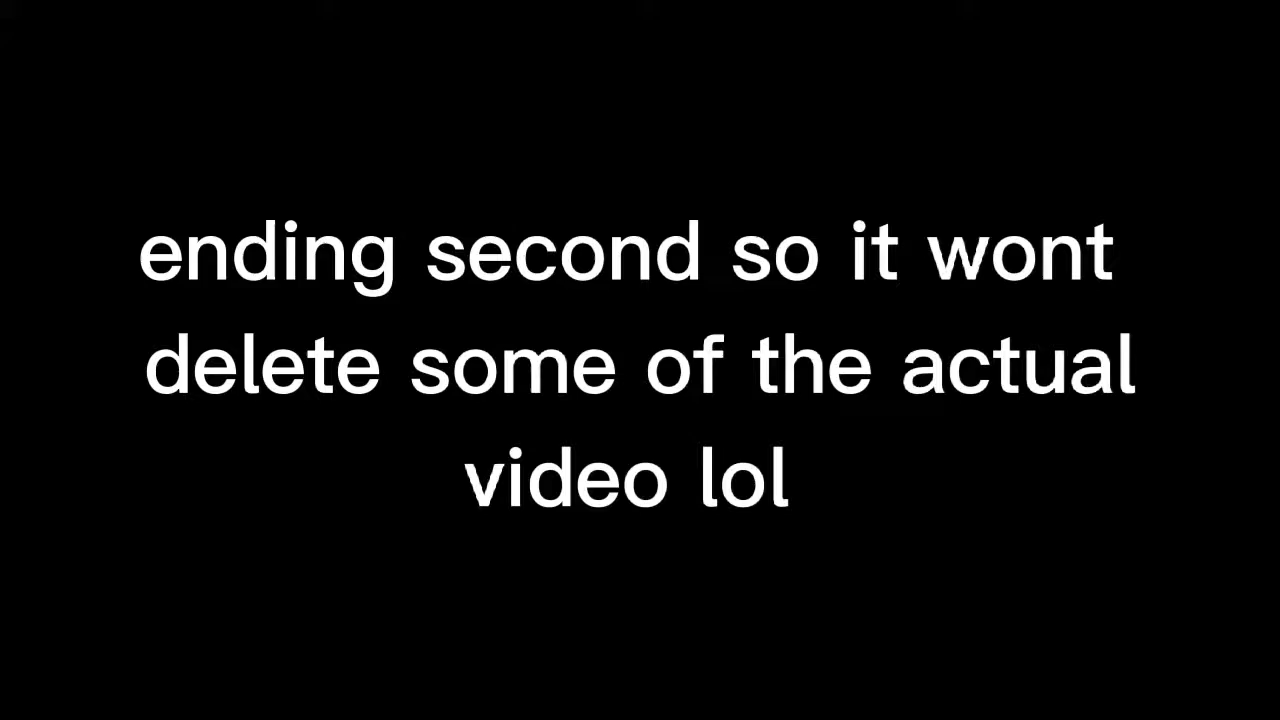 ending second so it wont
delete some of the actual
video lol